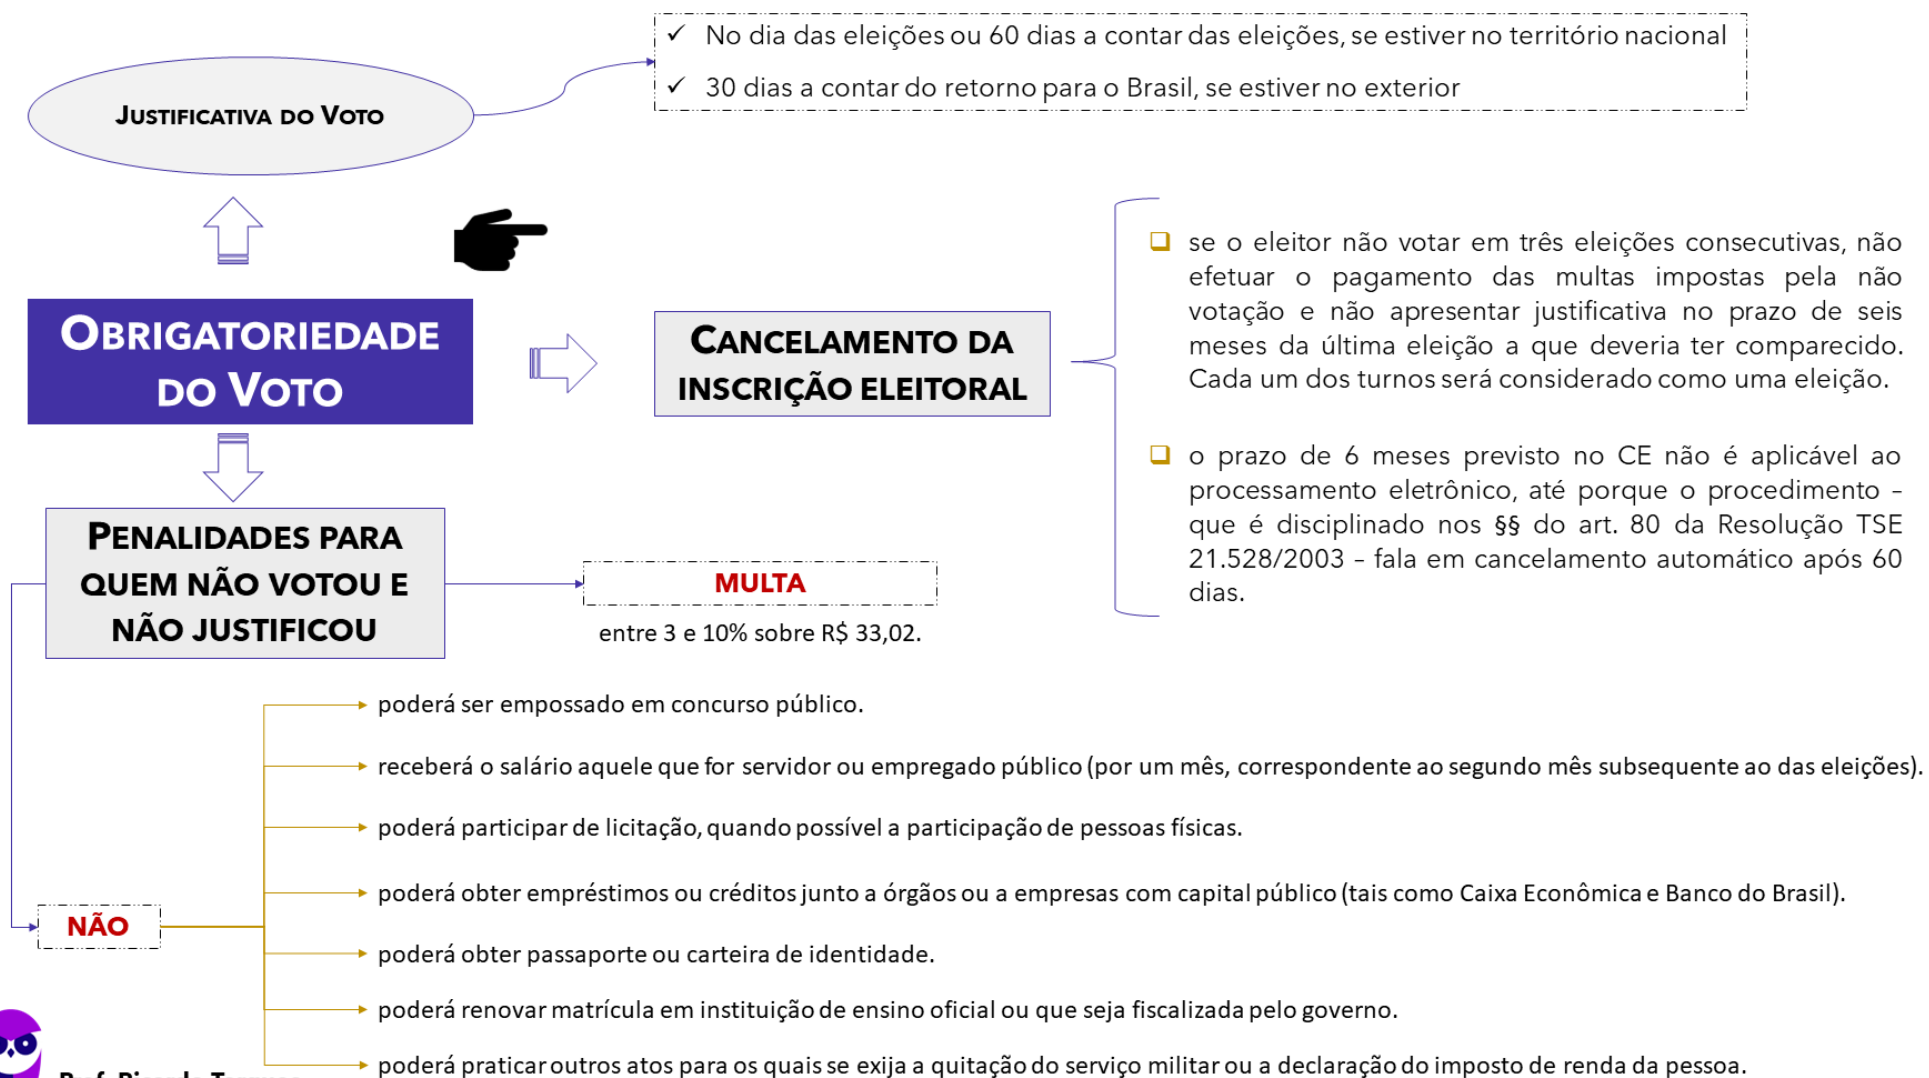 ✓ No dia das eleições ou 60 dias a contar das eleições, se estiver no território nacional
✓ 30 dias a contar do retorno para o Brasil, se estiver no exterior
JUSTIFICATIVA DO VOTO
OBRIGATORIEDADE
DO VOTO
CANCELAMENTO DA
INSCRIÇÃO ELEITORAL
se o eleitor não votar em três eleições consecutivas, não
efetuar o pagamento das multas impostas pela não
votação e não apresentar justificativa no prazo de seis
meses da última eleição a que deveria ter comparecido.
Cada um dos turnos será considerado como uma eleição.
o prazo de 6 meses previsto no CE não é aplicável ao
processamento eletrônico, até porque o procedimento –
que é disciplinado nos §§ do art. 80 da Resolução TSE
21.528/2003 – fala em cancelamento automático após 60
dias.
PENALIDADES PARA
QUEM NÃO VOTOU E
NÃO JUSTIFICOU
MULTA
entre 3 e 10% sobre R$ 33,02.
NÃO
poderá ser empossado em concurso público.
receberá o salário aquele que for servidor ou empregado público (por um mês, correspondente ao segundo mês subsequente ao das eleições).
poderá participar de licitação, quando possível a participação de pessoas físicas.
poderá obter empréstimos ou créditos junto a órgãos ou a empresas com capital público (tais como Caixa Econômica e Banco do Brasil).
poderá obter passaporte ou carteira de identidade.
poderá renovar matrícula em instituição de ensino oficial ou que seja fiscalizada pelo governo.
poderá praticar outros atos para os quais se exija a quitação do serviço militar ou a declaração do imposto de renda da pessoa.